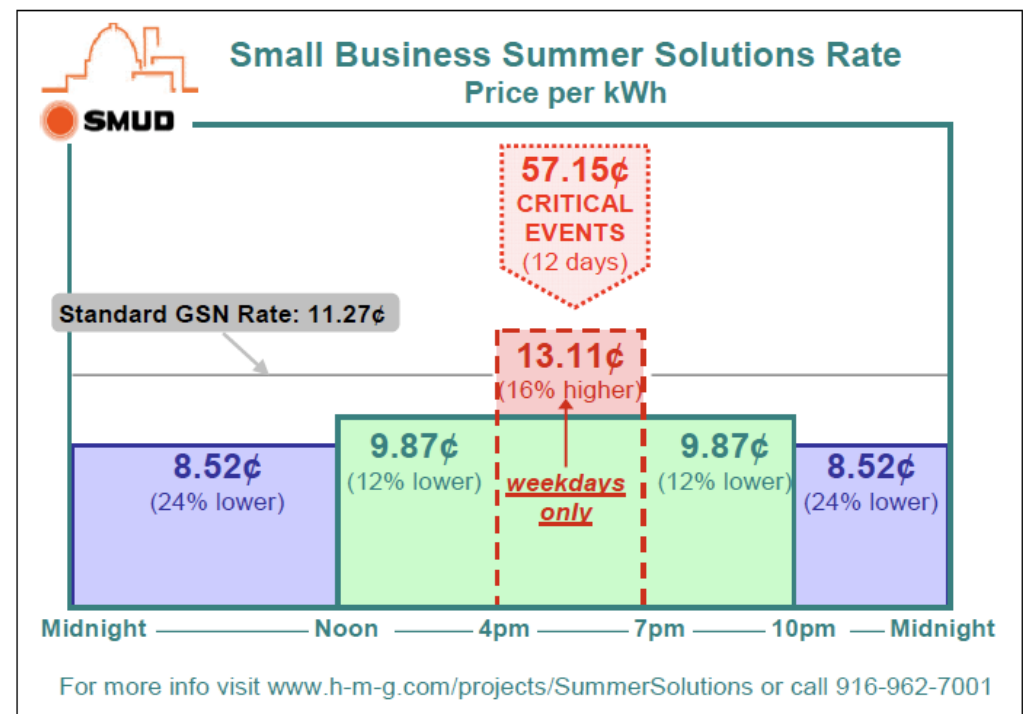 Small Business Summer Solutions Rate
Price per kWh
SMUD
57.15¢
CRITICAL
EVENTS
(12 days)
Standard GSN Rate: 11.27¢
13.11¢
(16% higher)
9.87¢
(12% lower)
weekdays
only
9.87¢
(12% lower)
8.52¢
(24% lower)
8.52¢
(24% lower)
Midnight Noon 4pm 7pm 10pm Midnight
For more info visit www.h-m-g.com/projects/SummerSolutions or call 916-962-7001